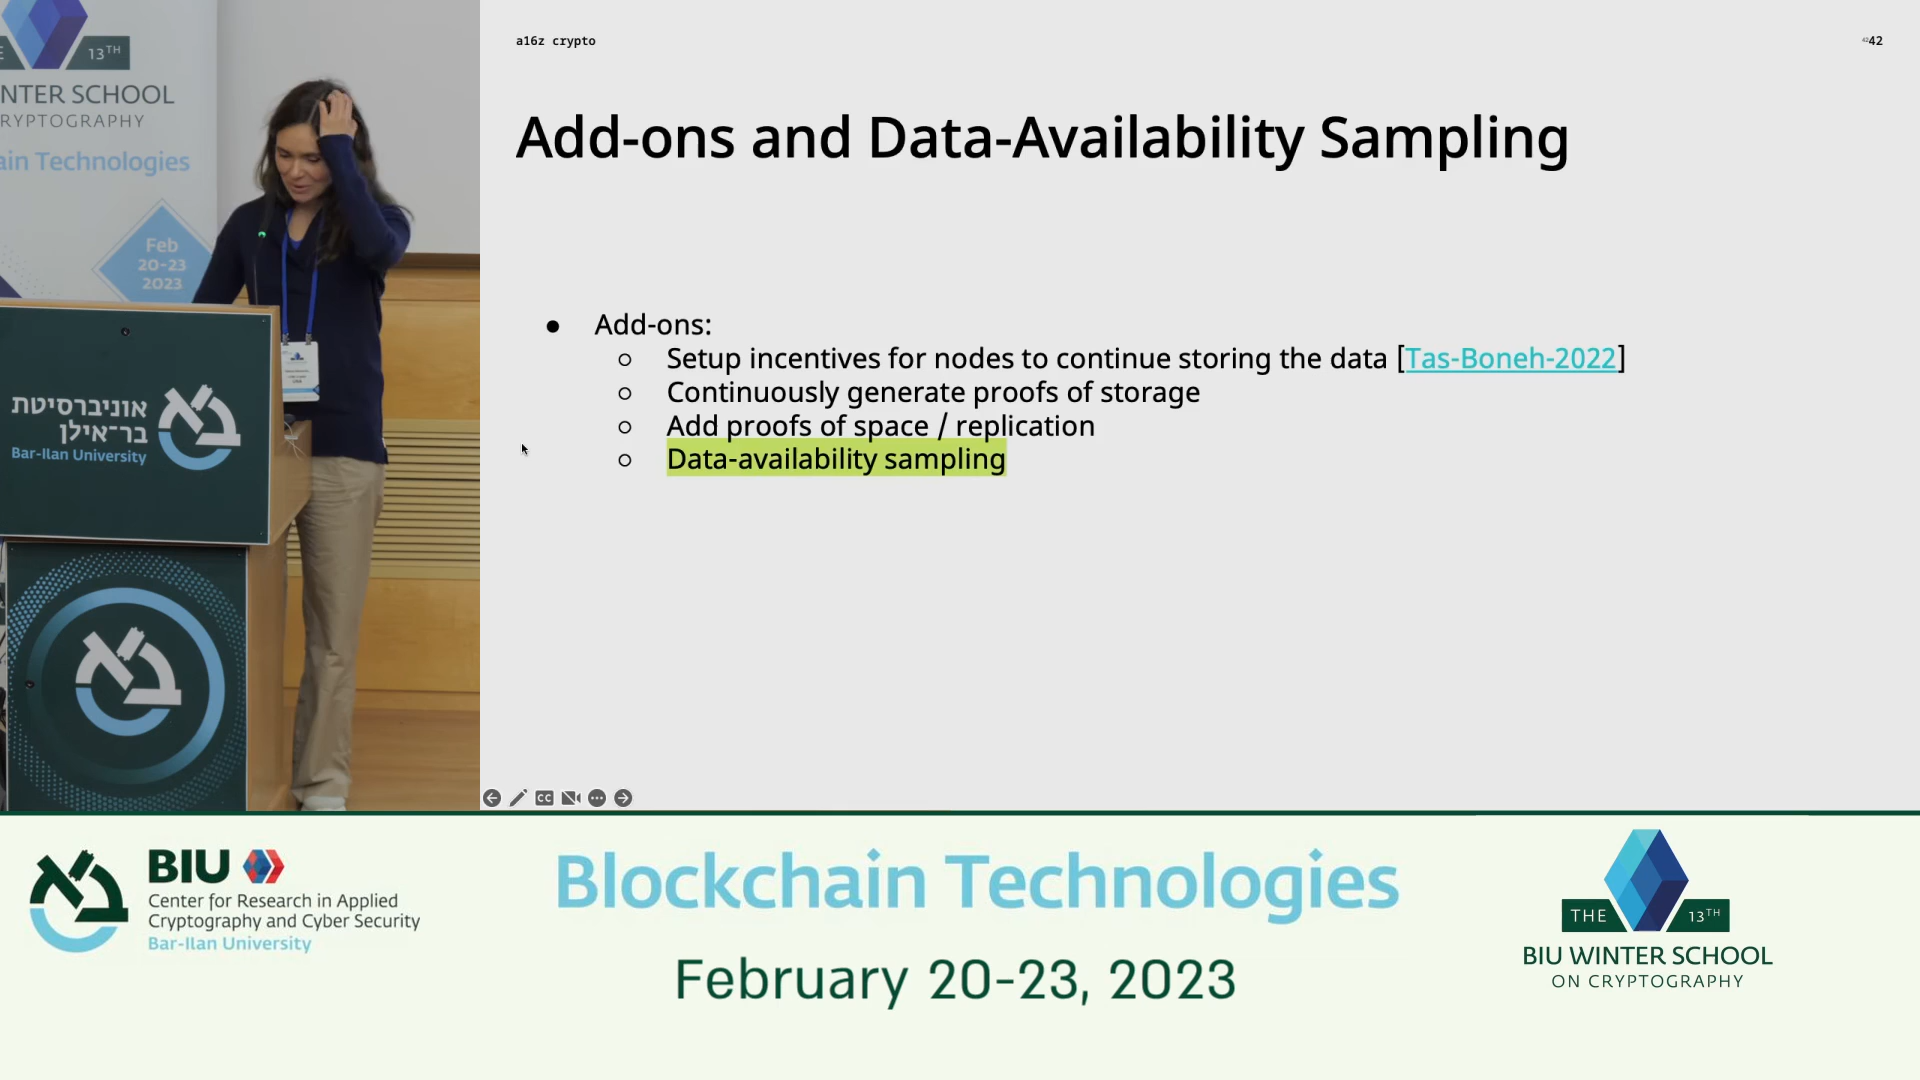 13TH
NTER SCHOOL
RYPTOGRAPHY
ain Technologies
Feb
20-23
2023
אוניברסיטת
בר־אילן
Bar-Ilan University
a16z crypto
42
Add-ons and Data-Availability Sampling
● Add-ons:
○ Setup incentives for nodes to continue storing the data [Tas-Boneh-2022]
○ Continuously generate proofs of storage
○ Add proofs of space / replication
○ Data-availability sampling
CC
BIU
Center for Research in Applied
Cryptography and Cyber Security
Bar-Ilan University
Blockchain Technologies
February 20-23, 2023
THE 13TH
BIU WINTER SCHOOL
ON CRYPTOGRAPHY